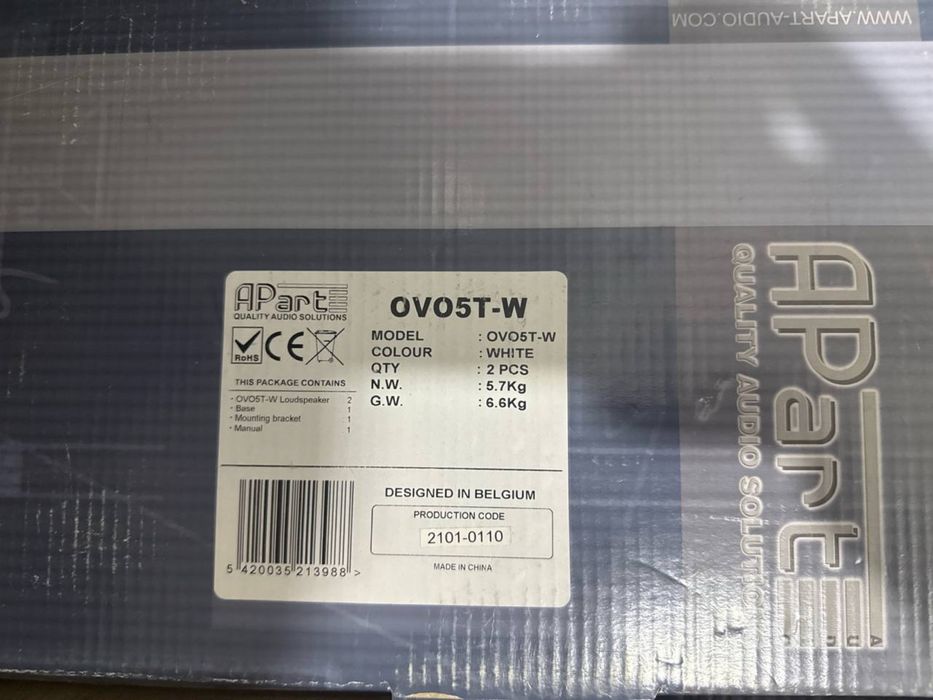 WWW.APART-AUDIO.COM
APart
QUALITY AUDIO SOLUTIONS
RoHS
CE
OVO5T-W
MODEL : OVO5T-W
COLOUR : WHITE
QTY : 2 PCS
N.W. : 5.7Kg
G.W. : 6.6Kg
THIS PACKAGE CONTAINS
- OVO5T-W Loudspeaker 2
- Base 1
- Mounting bracket 1
- Manual 1
DESIGNED IN BELGIUM
PRODUCTION CODE
2101-0110
MADE IN CHINA
5 420035 213988 >
APart
QUALITY AUDIO SOLUTIO